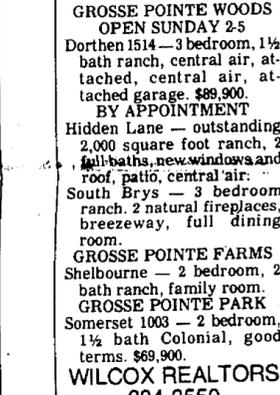 GROSSE POINTE WOODS
OPEN SUNDAY 2-5
Dorthen 1514 — 3 bedroom, 1½
bath ranch, central air, at-
tached, central air, at-
tached garage. $89,900.
BY APPOINTMENT
Hidden Lane — outstanding
2,000 square foot ranch, 2
full baths, new windows and
roof, patio, central air.
South Brys — 3 bedroom
ranch. 2 natural fireplaces,
breezeway, full dining
room.
GROSSE POINTE FARMS
Shelbourne — 2 bedroom, 2
bath ranch, family room.
GROSSE POINTE PARK
Somerset 1003 — 2 bedroom,
1½ bath Colonial, good
terms. $69,900.
WILCOX REALTORS